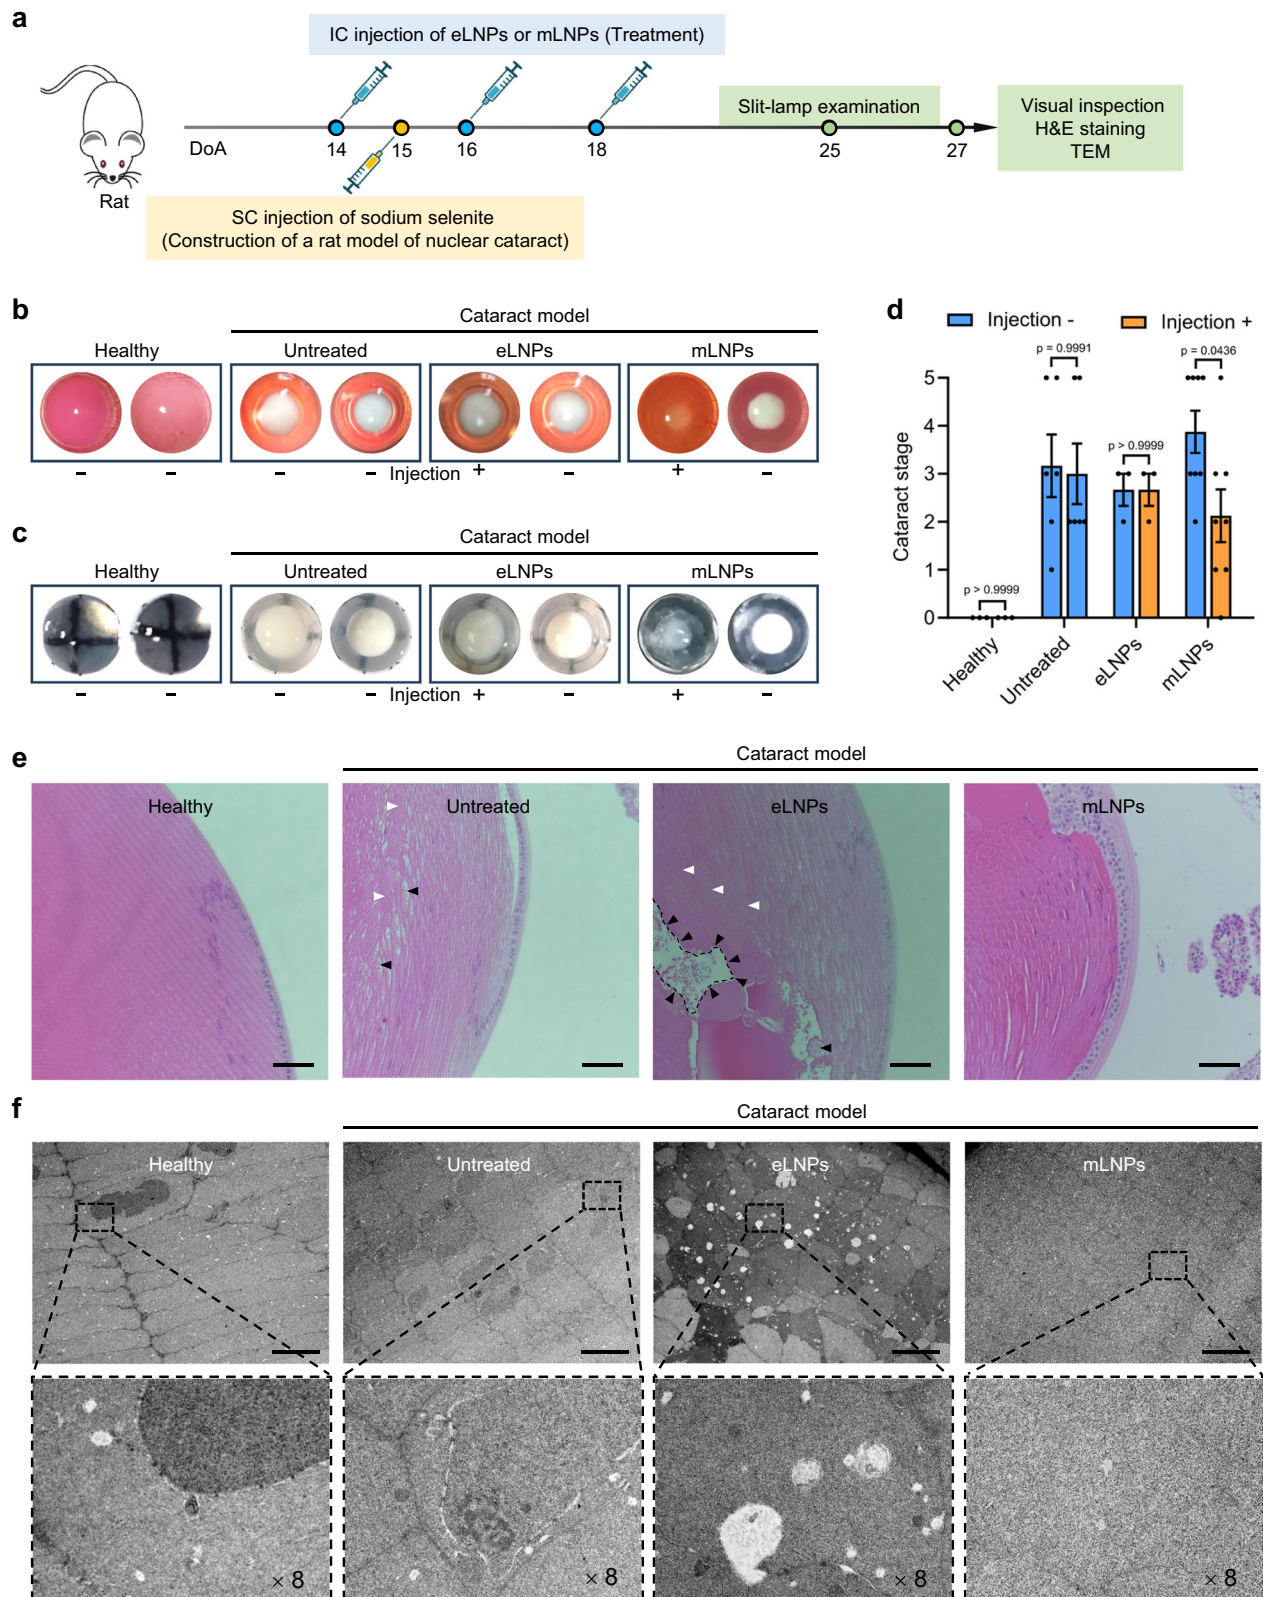 a
IC injection of eLNPs or mLNPs (Treatment)
Slit-lamp examination
Visual inspection
H&E staining
TEM
DoA
14
15
16
18
25
27
Rat
SC injection of sodium selenite
(Construction of a rat model of nuclear cataract)
b
Cataract model
Healthy
Untreated
eLNPs
mLNPs
– – – – Injection + – + –
c
Cataract model
Healthy
Untreated
eLNPs
mLNPs
– – – – Injection + – + –
d
Injection -
Injection +
p = 0.9991
p = 0.0436
p > 0.9999
p > 0.9999
Cataract stage
5
4
3
2
1
0
Healthy
Untreated
eLNPs
mLNPs
e
Cataract model
Healthy
Untreated
eLNPs
mLNPs
f
Cataract model
Healthy
Untreated
eLNPs
mLNPs
× 8
× 8
× 8
× 8